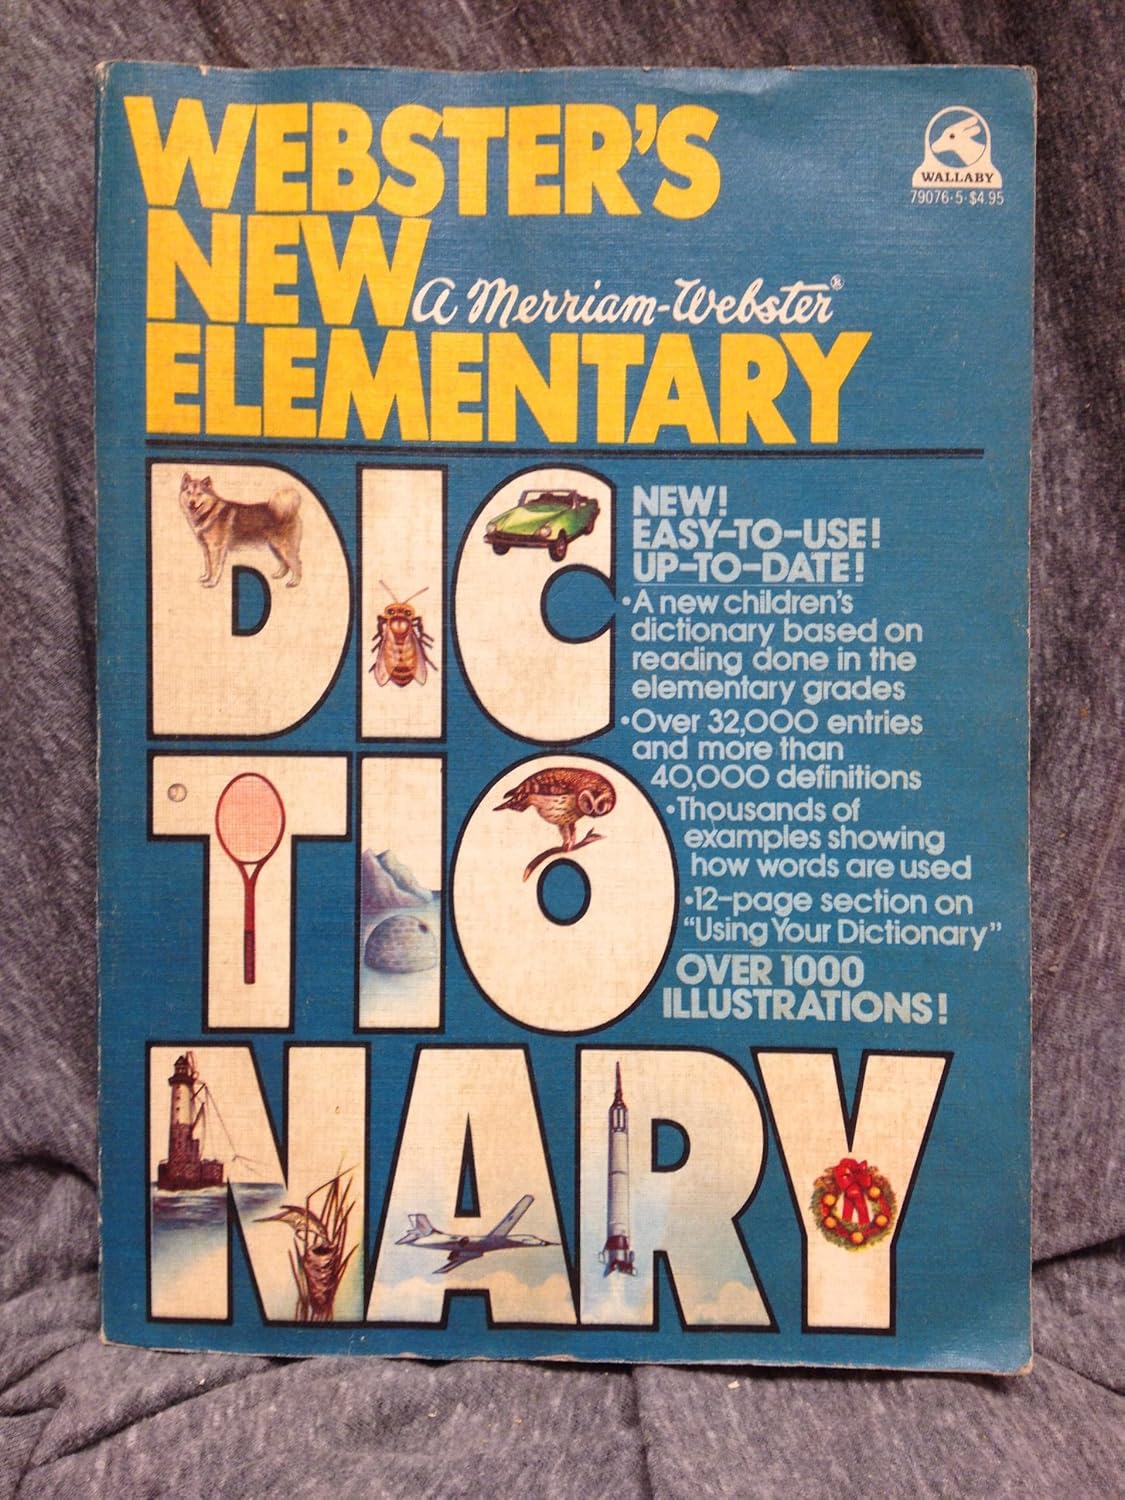 WEBSTER'S
NEW
A Merriam-Webster®
ELEMENTARY
WALLABY
79076-5-$4.95
DIC
TIO
NARY
NEW!
EASY-TO-USE!
UP-TO-DATE!
•A new children's
dictionary based on
reading done in the
elementary grades
•Over 32,000 entries
and more than
40,000 definitions
•Thousands of
examples showing
how words are used
•12-page section on
"Using Your Dictionary"
OVER 1000
ILLUSTRATIONS!